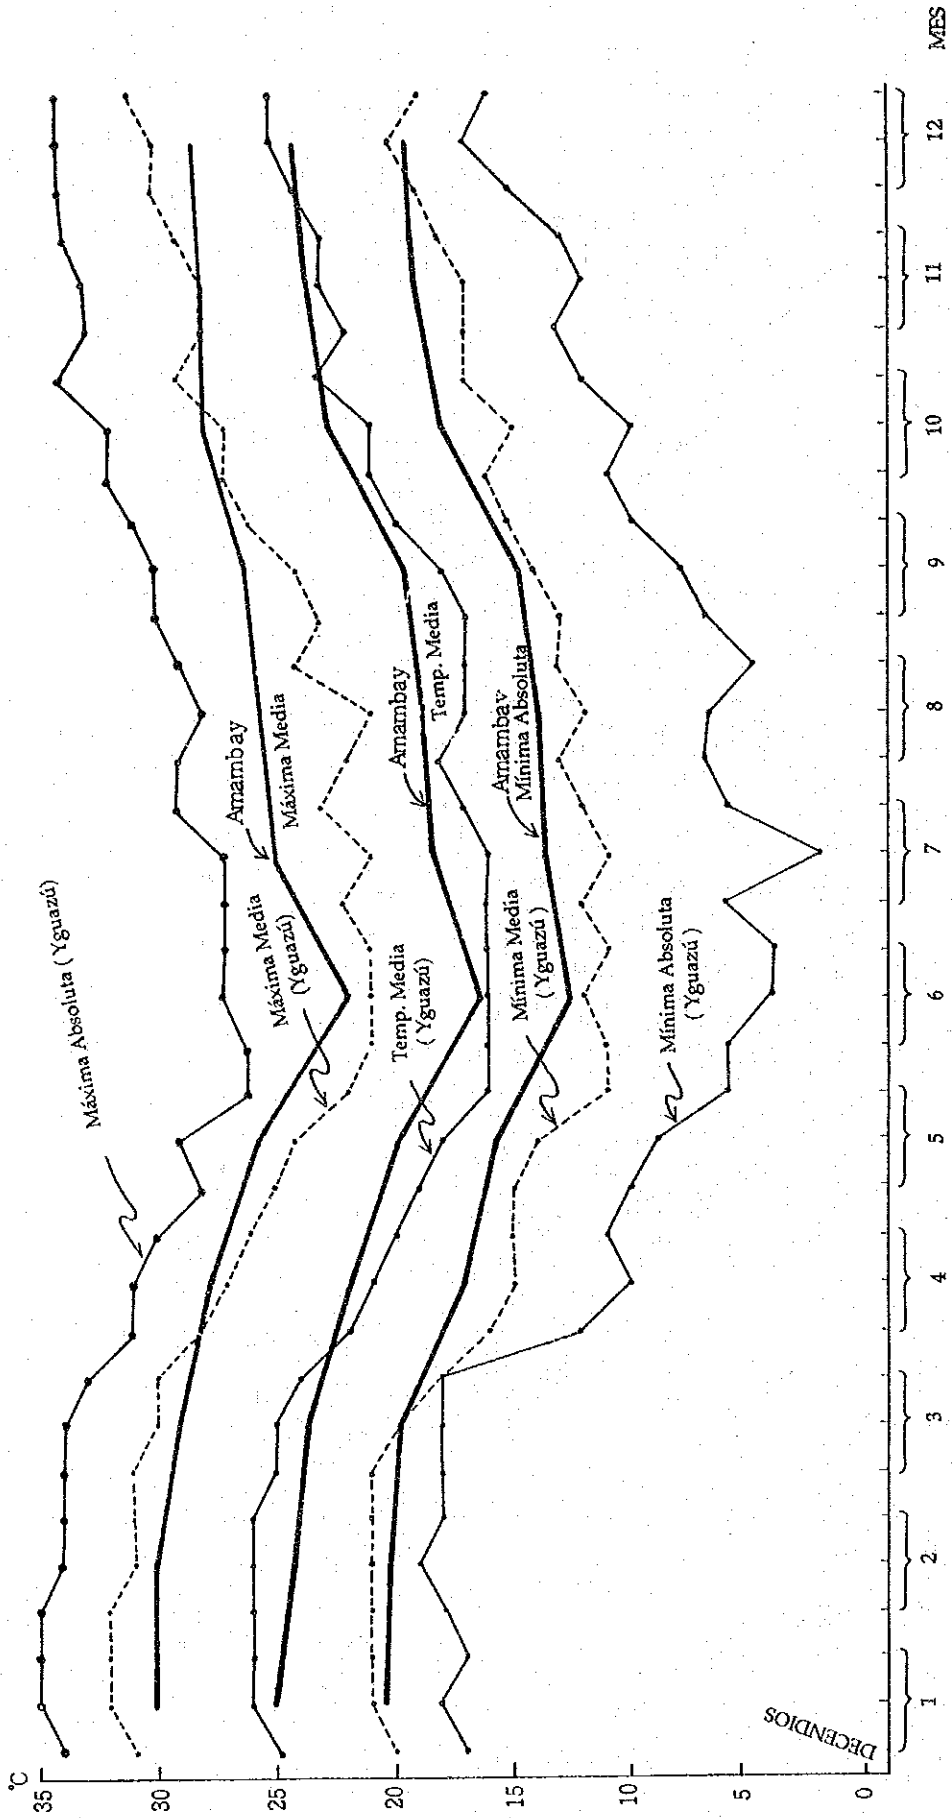 °C
35
30
25
20
15
10
5
0
DECENDIOS
1
2
3
4
5
6
7
8
9
10
11
12
MES
Máxima Absoluta (Yguazú)
Máxima Media
(Yguazú)
Amambay
Máxima Media
Temp. Media
(Yguazú)
Amambay
Temp. Media
Mínima Media
(Yguazú)
Amambay
Mínima Absoluta
Mínima Absoluta
(Yguazú)